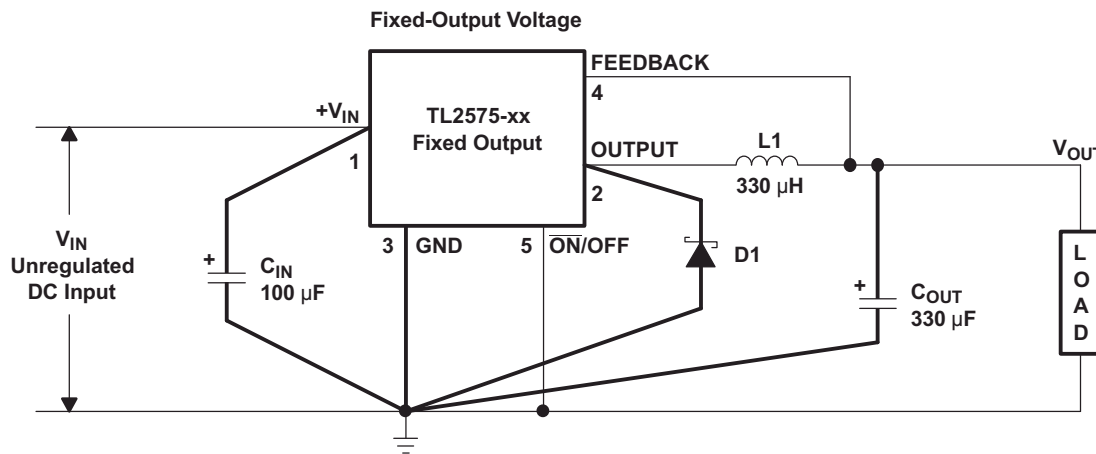 Fixed-Output Voltage
FEEDBACK
4
TL2575-xx
Fixed Output
+VIN
1
OUTPUT
2
L1
330 µH
VOUT
3
GND
5
ON/OFF
D1
VIN
Unregulated
DC Input
+
CIN
100 µF
+
COUT
330 µF
LOAD